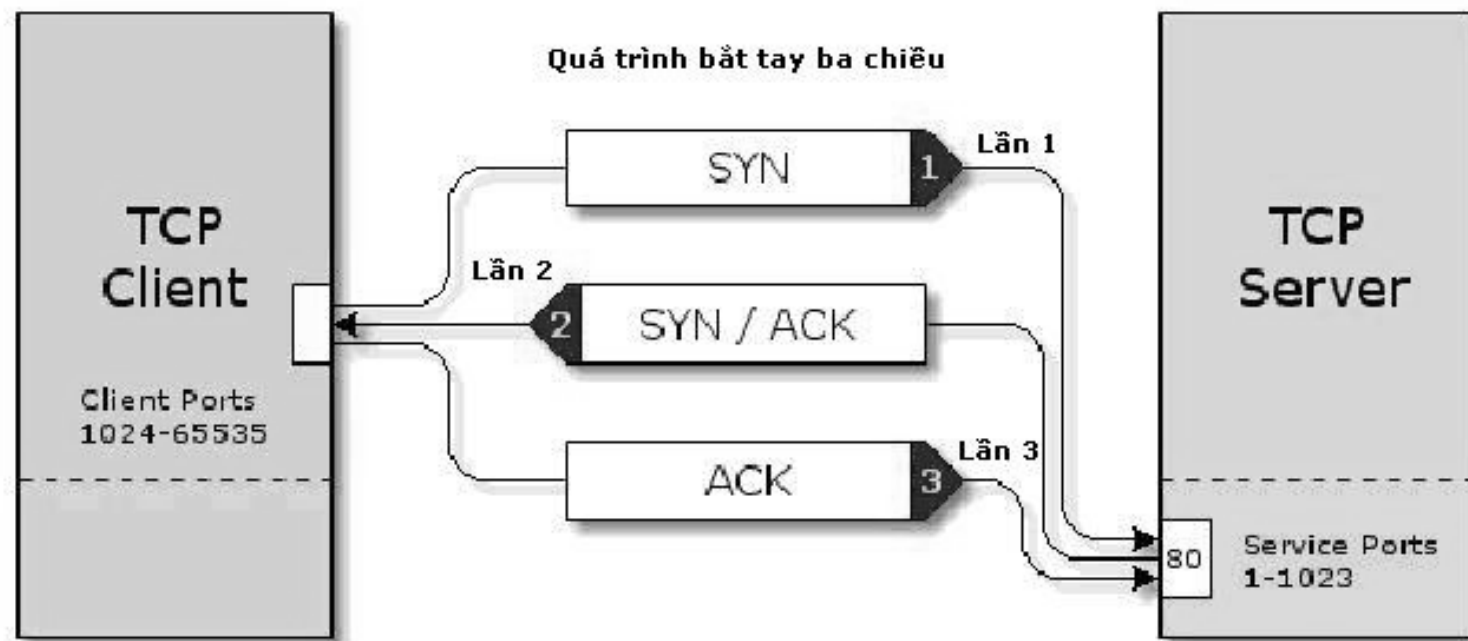 Quá trình bắt tay ba chiều
SYN
1
Lần 1
TCP
Client
TCP
Server
Lần 2
2
SYN / ACK
Client Ports
1024-65535
ACK
3
Lần 3
80
Service Ports
1-1023